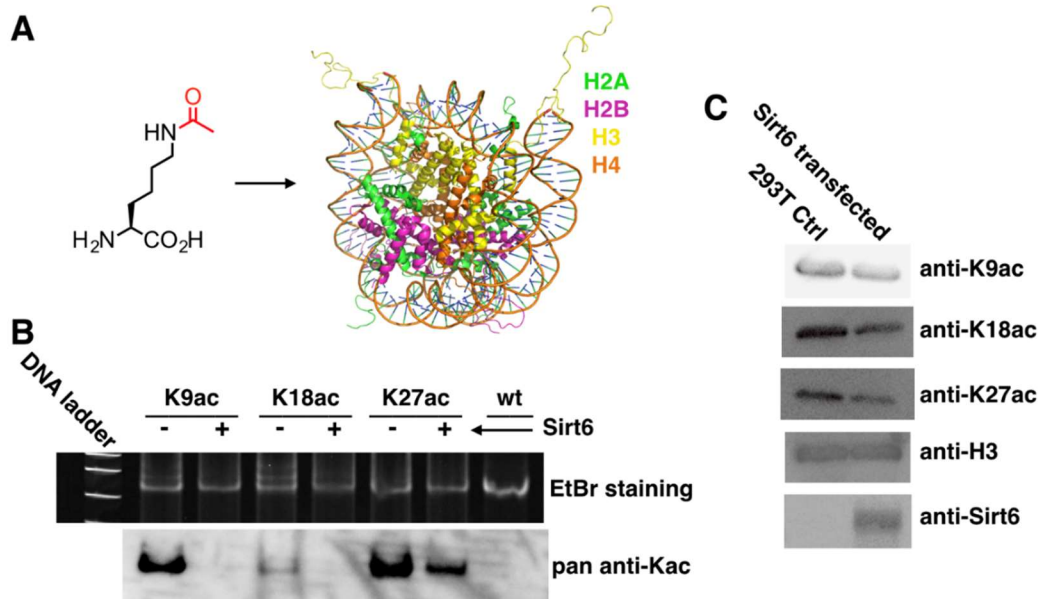 A
O
HN
H2N
CO2H
H2A
H2B
H3
H4
B
DNA ladder
K9ac K18ac K27ac wt
- + - + - + Sirt6
EtBr staining
pan anti-Kac
C
293T Ctrl
Sirt6 transfected
anti-K9ac
anti-K18ac
anti-K27ac
anti-H3
anti-Sirt6